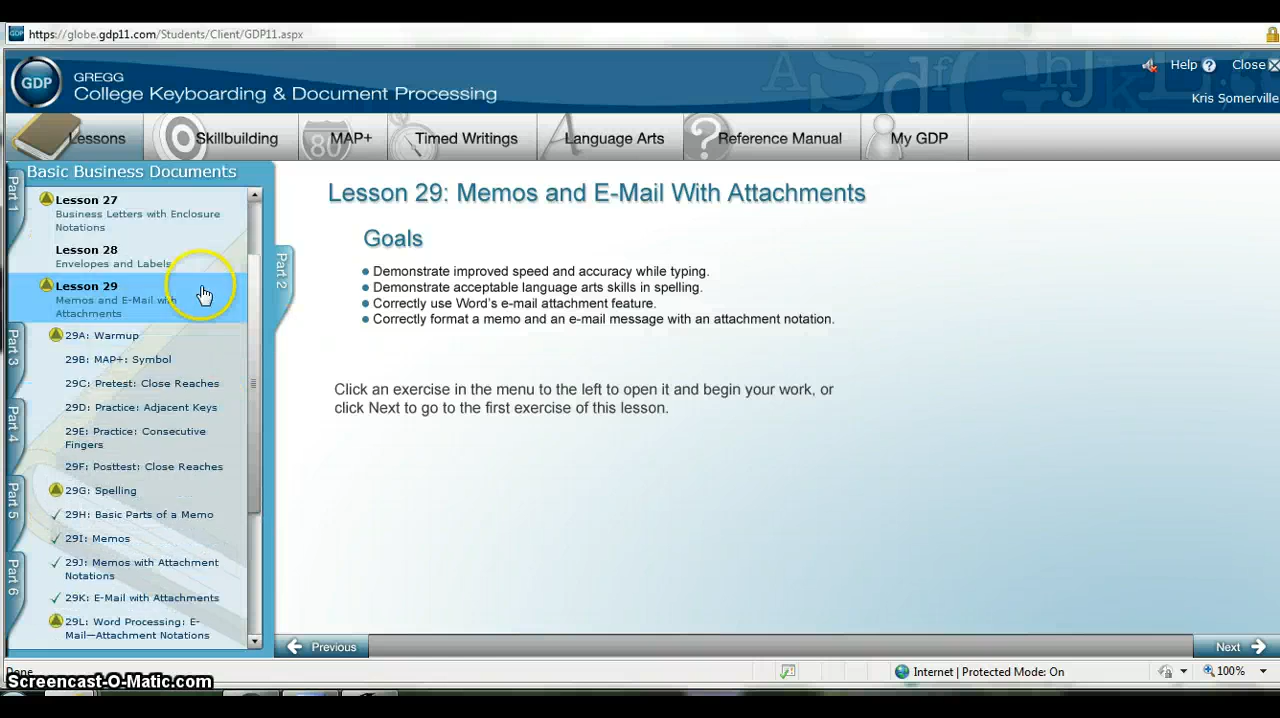 GDP https://globe.gdp11.com/Students/Client/GDP11.aspx
GDP
GREGG
College Keyboarding & Document Processing
ASdf Hnjkl
Help ? Close
Kris Somerville
Lessons
Skillbuilding
80 MAP+
Timed Writings
Language Arts
Reference Manual
My GDP
Part 1
Basic Business Documents
Lesson 27
Business Letters with Enclosure
Notations
Lesson 28
Envelopes and Labels
Lesson 29
Memos and E-Mail with
Attachments
Part 2
Part 3
29A: Warmup
29B: MAP+: Symbol
29C: Pretest: Close Reaches
Part 4
29D: Practice: Adjacent Keys
29E: Practice: Consecutive
Fingers
29F: Posttest: Close Reaches
Part 5
29G: Spelling
29H: Basic Parts of a Memo
29I: Memos
Part 6
29J: Memos with Attachment
Notations
29K: E-Mail with Attachments
29L: Word Processing: E-
Mail—Attachment Notations
Lesson 29: Memos and E-Mail With Attachments
Goals
Demonstrate improved speed and accuracy while typing.
Demonstrate acceptable language arts skills in spelling.
Correctly use Word's e-mail attachment feature.
Correctly format a memo and an e-mail message with an attachment notation.
Click an exercise in the menu to the left to open it and begin your work, or
click Next to go to the first exercise of this lesson.
Previous
Next
Done
Internet | Protected Mode: On
100%
Screencast-O-Matic.com